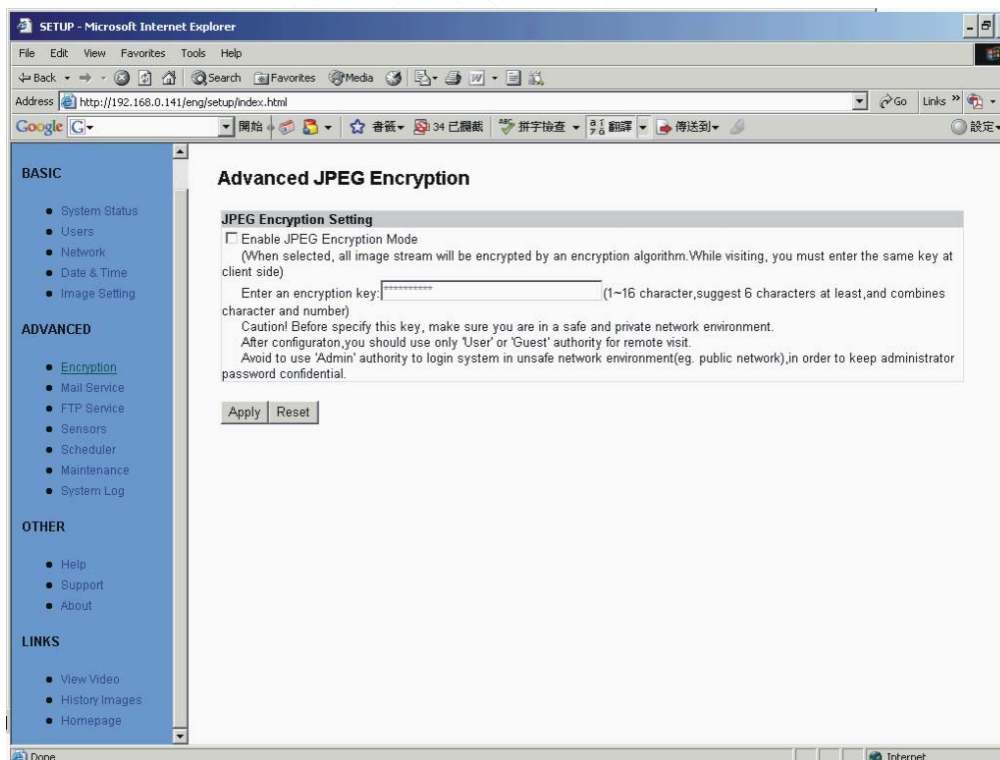 SETUP - Microsoft Internet Explorer
File Edit View Favorites Tools Help
Back Search Favorites Media
Address http://192.168.0.141/eng/setup/index.html Go Links »
Google G 開始 書籤 34 已攔截 拼字檢查 翻譯 傳送到 設定
BASIC
System Status
Users
Network
Date & Time
Image Setting
ADVANCED
Encryption
Mail Service
FTP Service
Sensors
Scheduler
Maintenance
System Log
OTHER
Help
Support
About
LINKS
View Video
History Images
Homepage
Advanced JPEG Encryption
JPEG Encryption Setting
Enable JPEG Encryption Mode
(When selected, all image stream will be encrypted by an encryption algorithm.While visiting, you must enter the same key at
client side)
Enter an encryption key: ********** (1~16 character,suggest 6 characters at least,and combines
character and number)
Caution! Before specify this key, make sure you are in a safe and private network environment.
After configuraton,you should use only 'User' or 'Guest' authority for remote visit.
Avoid to use 'Admin' authority to login system in unsafe network environment(eg. public network),in order to keep administrator
password confidential.
Apply Reset
Done Internet